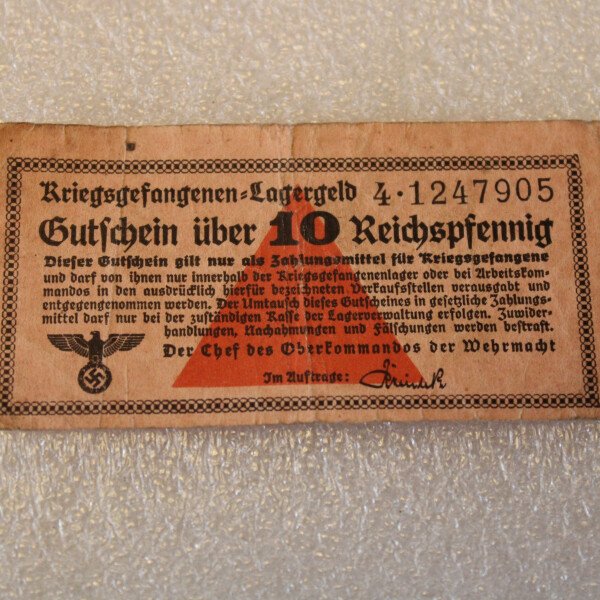 Kriegsgefangenen-Lagergeld 4·1247905
Gutschein über 10 Reichspfennig
Dieser Gutschein gilt nur als Zahlungsmittel für Kriegsgefangene
und darf von ihnen nur innerhalb der Kriegsgefangenenlager oder bei Arbeitskom-
mandos in den ausdrücklich hierfür bezeichneten Verkaufsstellen verausgabt und
entgegengenommen werden. Der Umtausch dieses Gutscheines in gesetzliche Zahlungs-
mittel darf nur bei der zuständigen Kasse der Lagerverwaltung erfolgen. Zuwider-
handlungen, Nachahmungen und Fälschungen werden bestraft.
Der Chef des Oberkommandos der Wehrmacht
Im Auftrage: